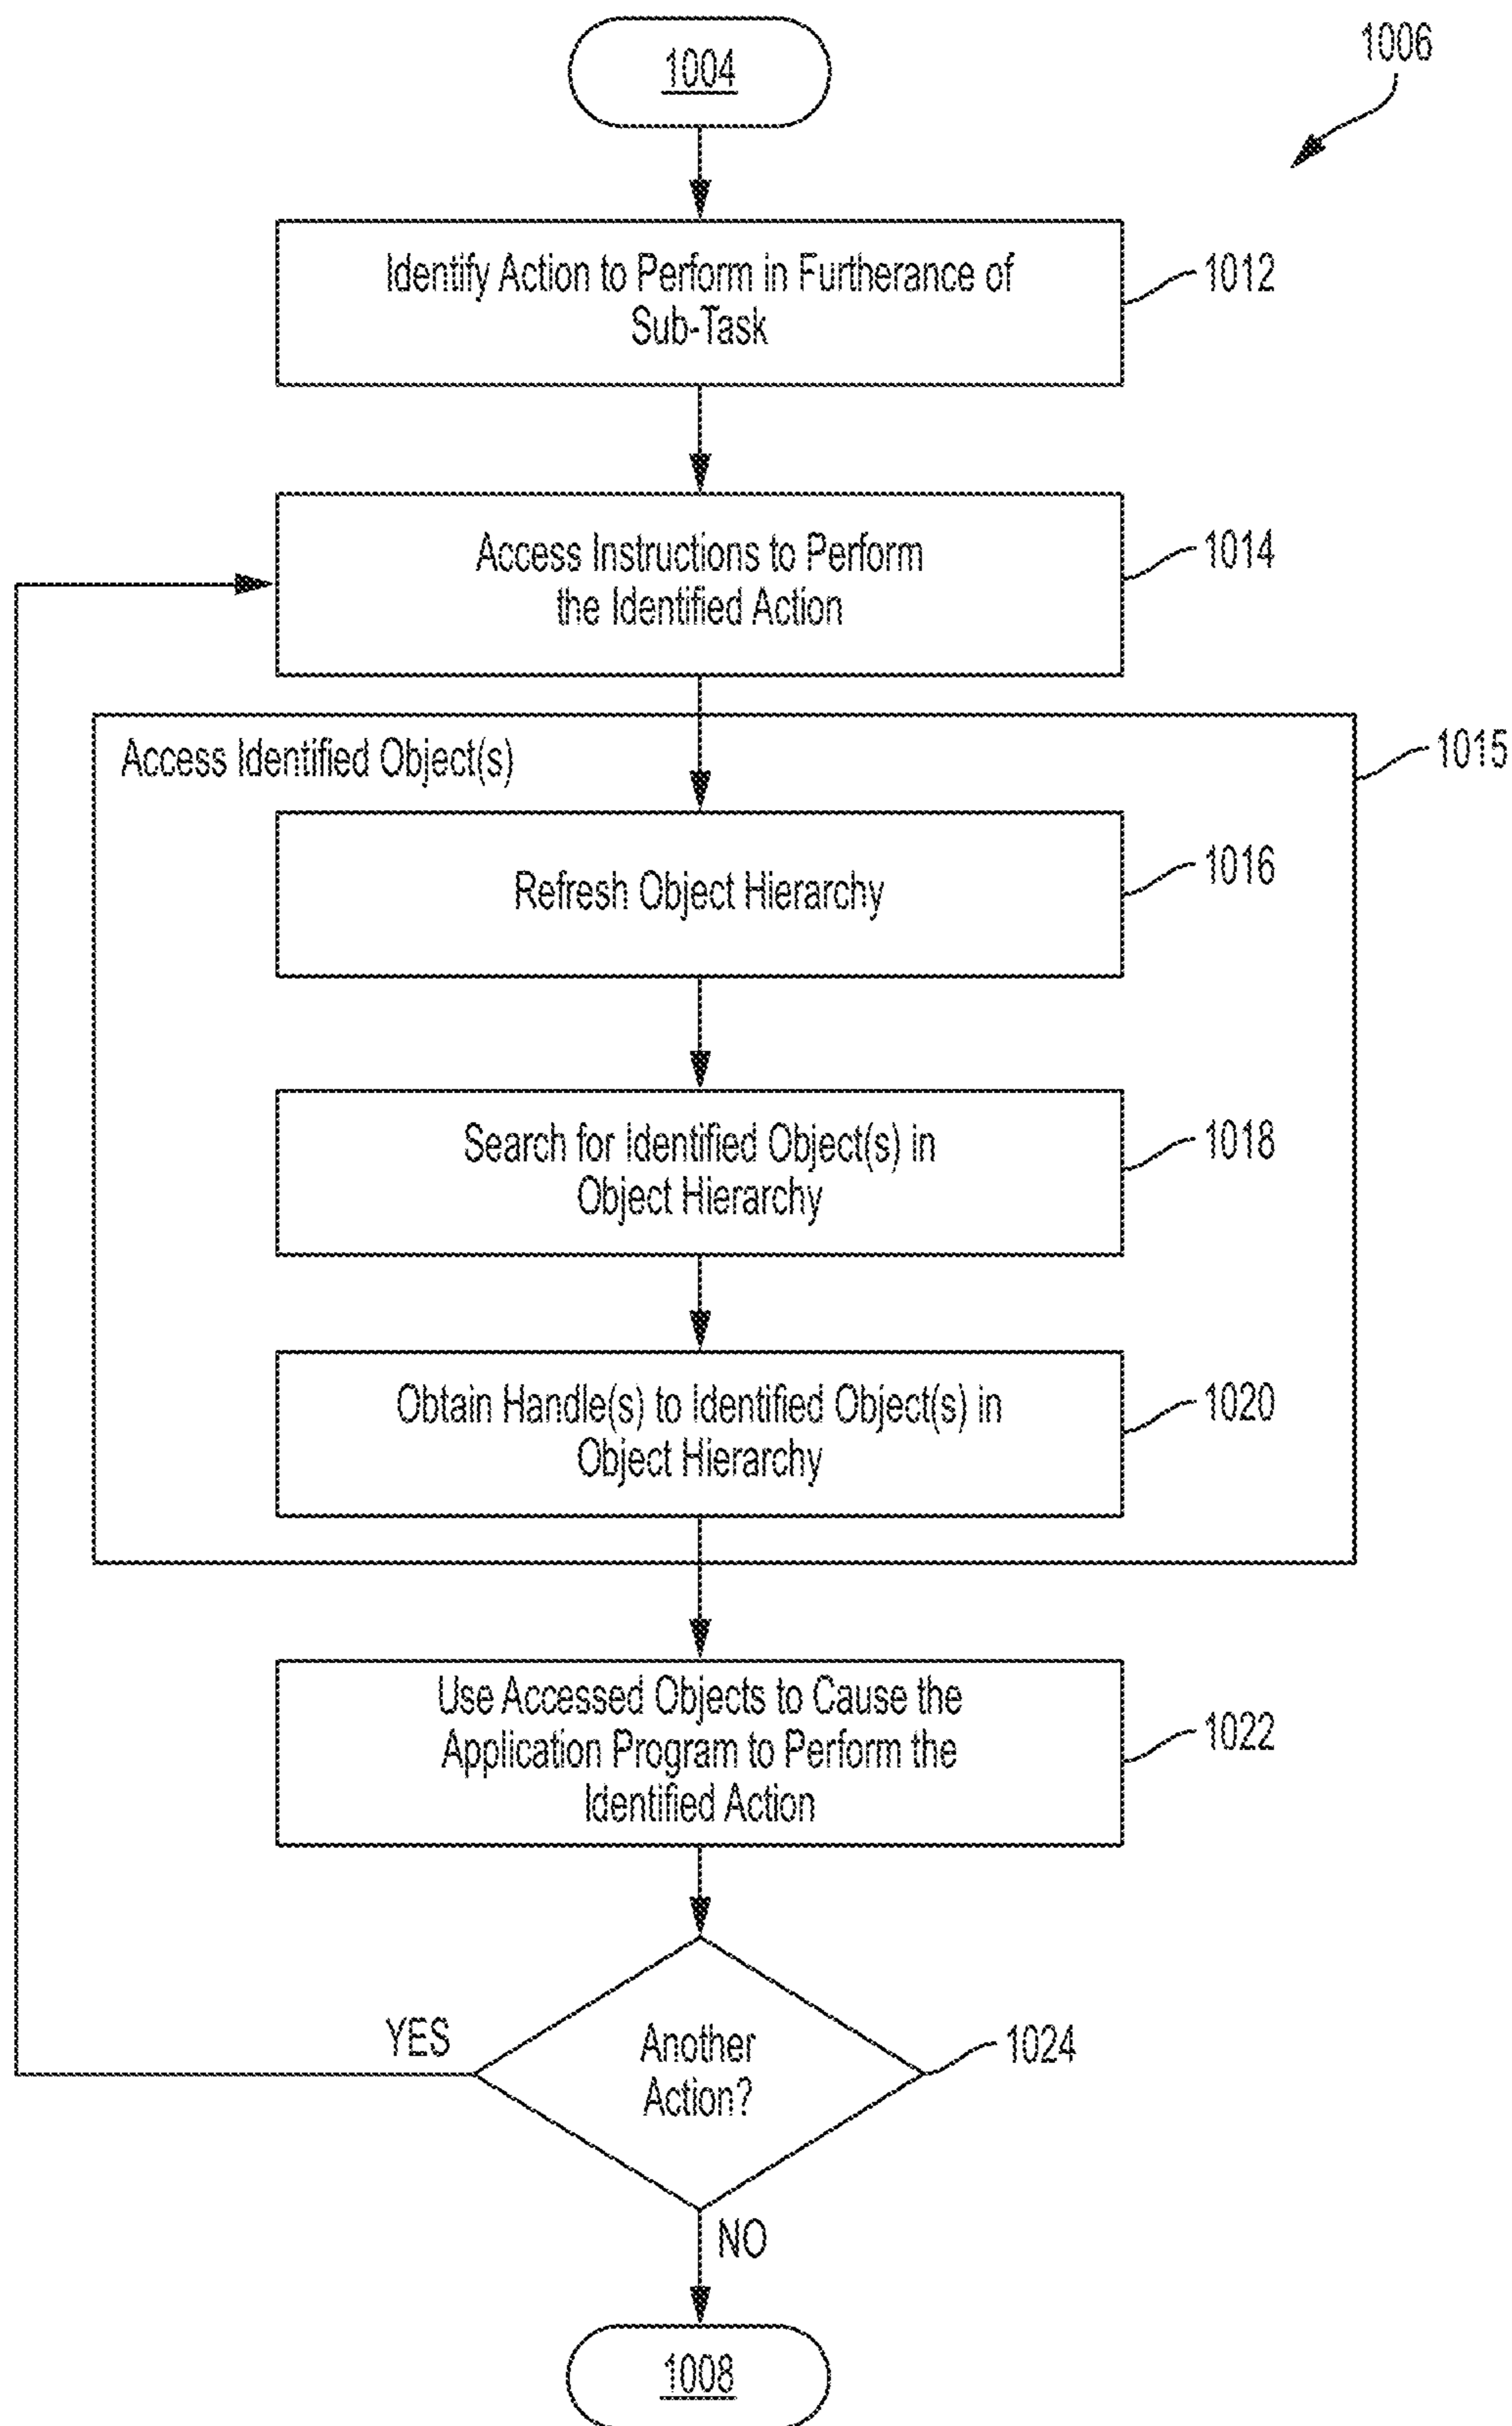 1004
1006
Identify Action to Perform in Furtherance of
Sub-Task
1012
Access Instructions to Perform
the Identified Action
1014
Access Identified Object(s)
1015
Refresh Object Hierarchy
1016
Search for Identified Object(s) in
Object Hierarchy
1018
Obtain Handle(s) to Identified Object(s) in
Object Hierarchy
1020
Use Accessed Objects to Cause the
Application Program to Perform the
Identified Action
1022
YES
Another
Action?
1024
NO
1008